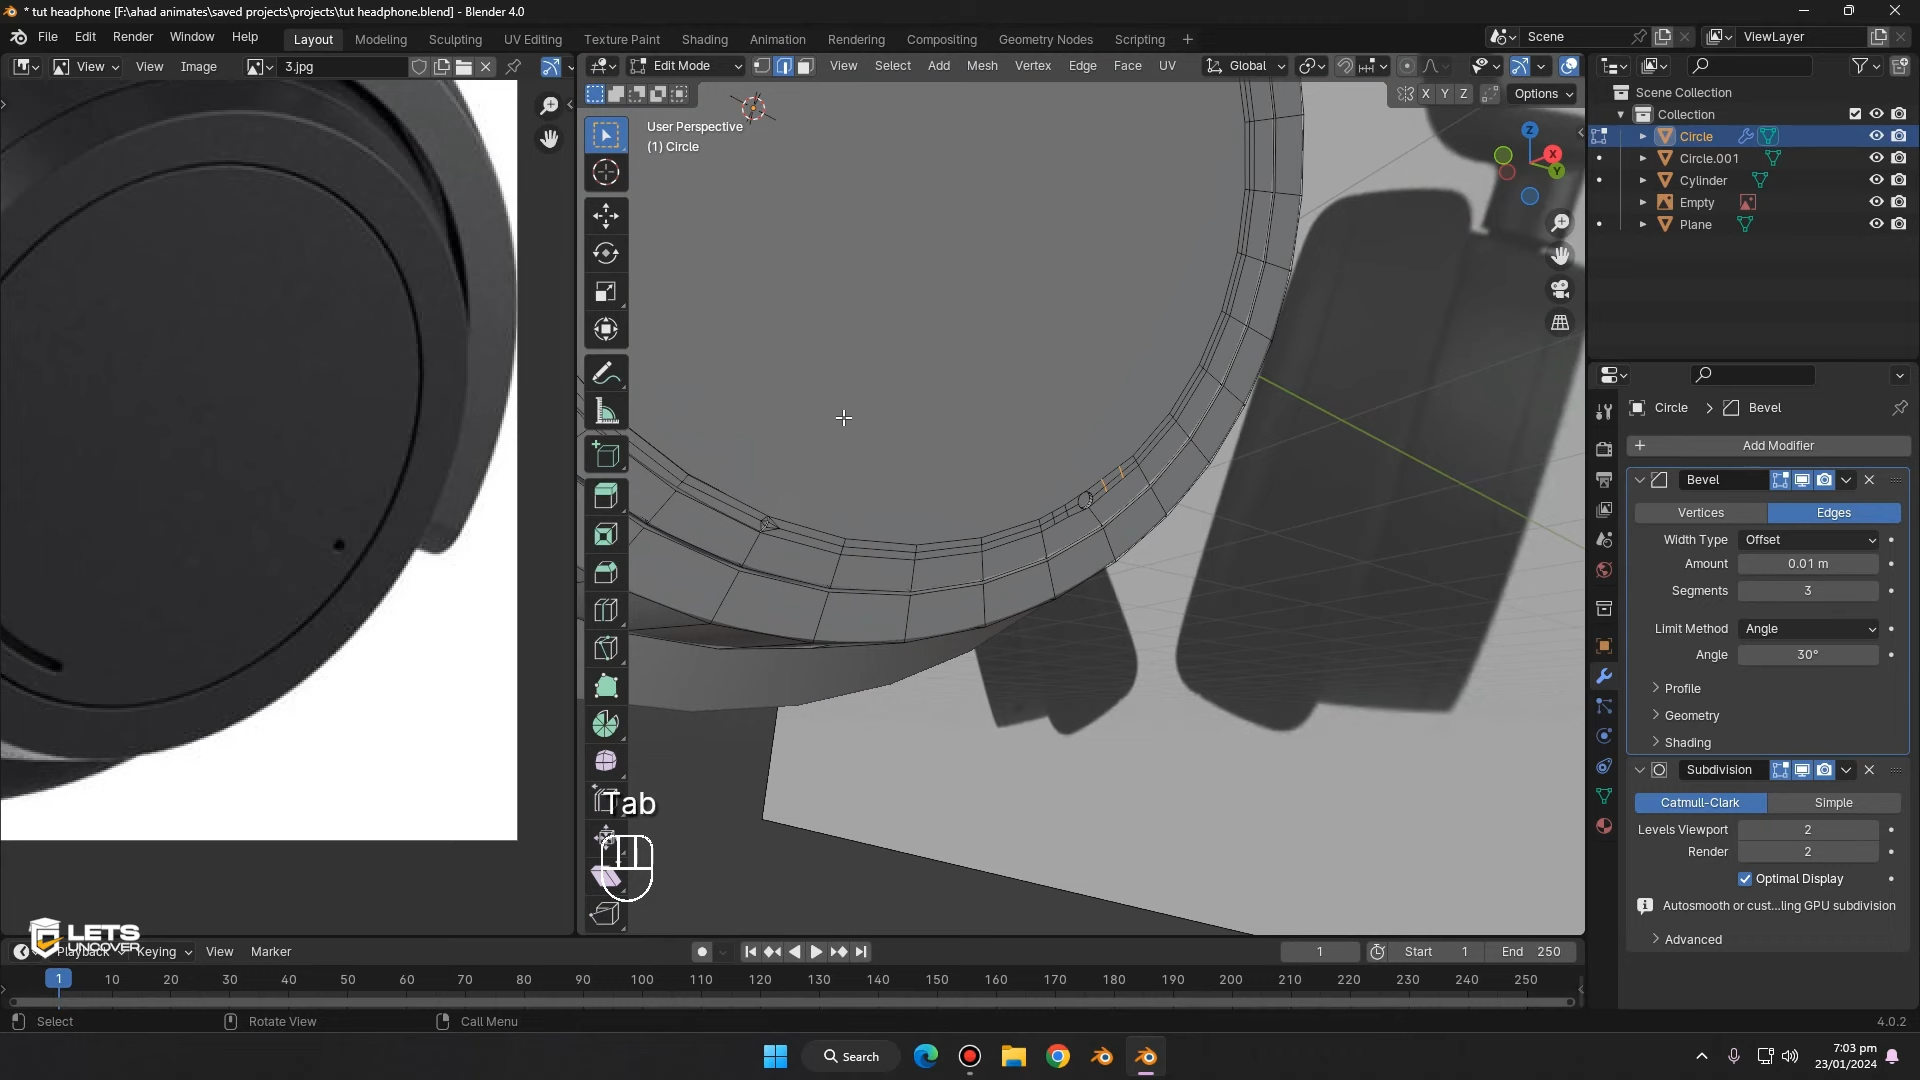 * tut headphone [F:\ahad animates\saved projects\projects\tut headphone.blend] - Blender 4.0
File Edit Render Window Help Layout Modeling Sculpting UV Editing Texture Paint Shading Animation Rendering Compositing Geometry Nodes Scripting + Scene ViewLayer
View View Image 3.jpg Edit Mode View Select Add Mesh Vertex Edge Face UV Global
X Y Z Options
User Perspective
(1) Circle
Z
X
Y
Scene Collection
Collection
Circle
Circle.001
Cylinder
Empty
Plane
Circle > Bevel
+ Add Modifier
Bevel
Vertices Edges
Width Type Offset
Amount 0.01 m
Segments 3
Limit Method Angle
Angle 30°
Profile
Geometry
Shading
Subdivision
Catmull-Clark Simple
Levels Viewport 2
Render 2
Optimal Display
Autosmooth or cust...ling GPU subdivision
Advanced
Tab
LETS
UNCOVER
Playback Keying View Marker 1 Start 1 End 250
1 10 20 30 40 50 60 70 80 90 100 110 120 130 140 150 160 170 180 190 200 210 220 230 240 250
Select Rotate View Call Menu 4.0.2
Search
7:03 pm
23/01/2024